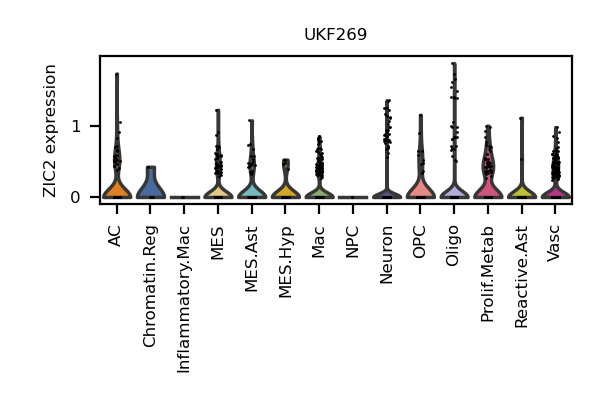 UKF269
ZIC2 expression
1
0
AC
Chromatin.Reg
Inflammatory.Mac
MES
MES.Ast
MES.Hyp
Mac
NPC
Neuron
OPC
Oligo
Prolif.Metab
Reactive.Ast
Vasc